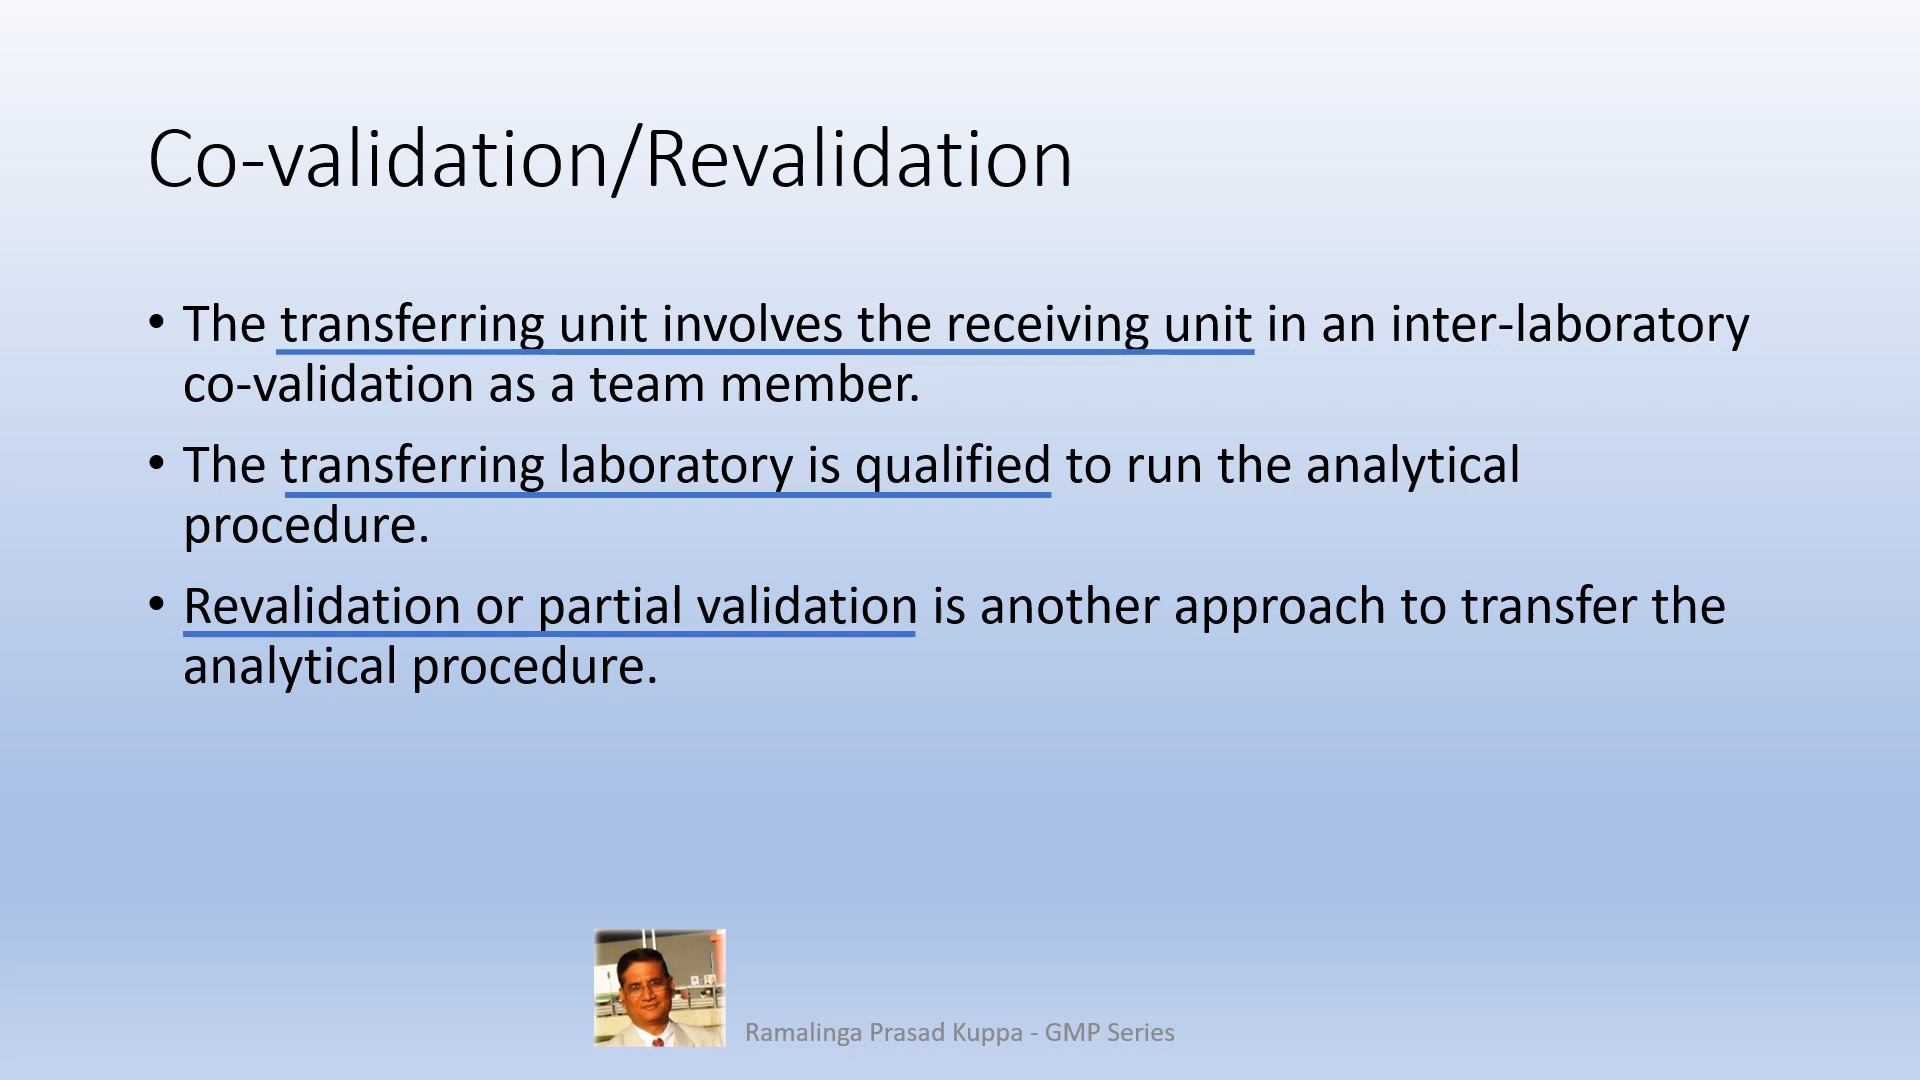 Co-validation/Revalidation
• The transferring unit involves the receiving unit in an inter-laboratory
co-validation as a team member.
• The transferring laboratory is qualified to run the analytical
procedure.
• Revalidation or partial validation is another approach to transfer the
analytical procedure.
Ramalinga Prasad Kuppa - GMP Series